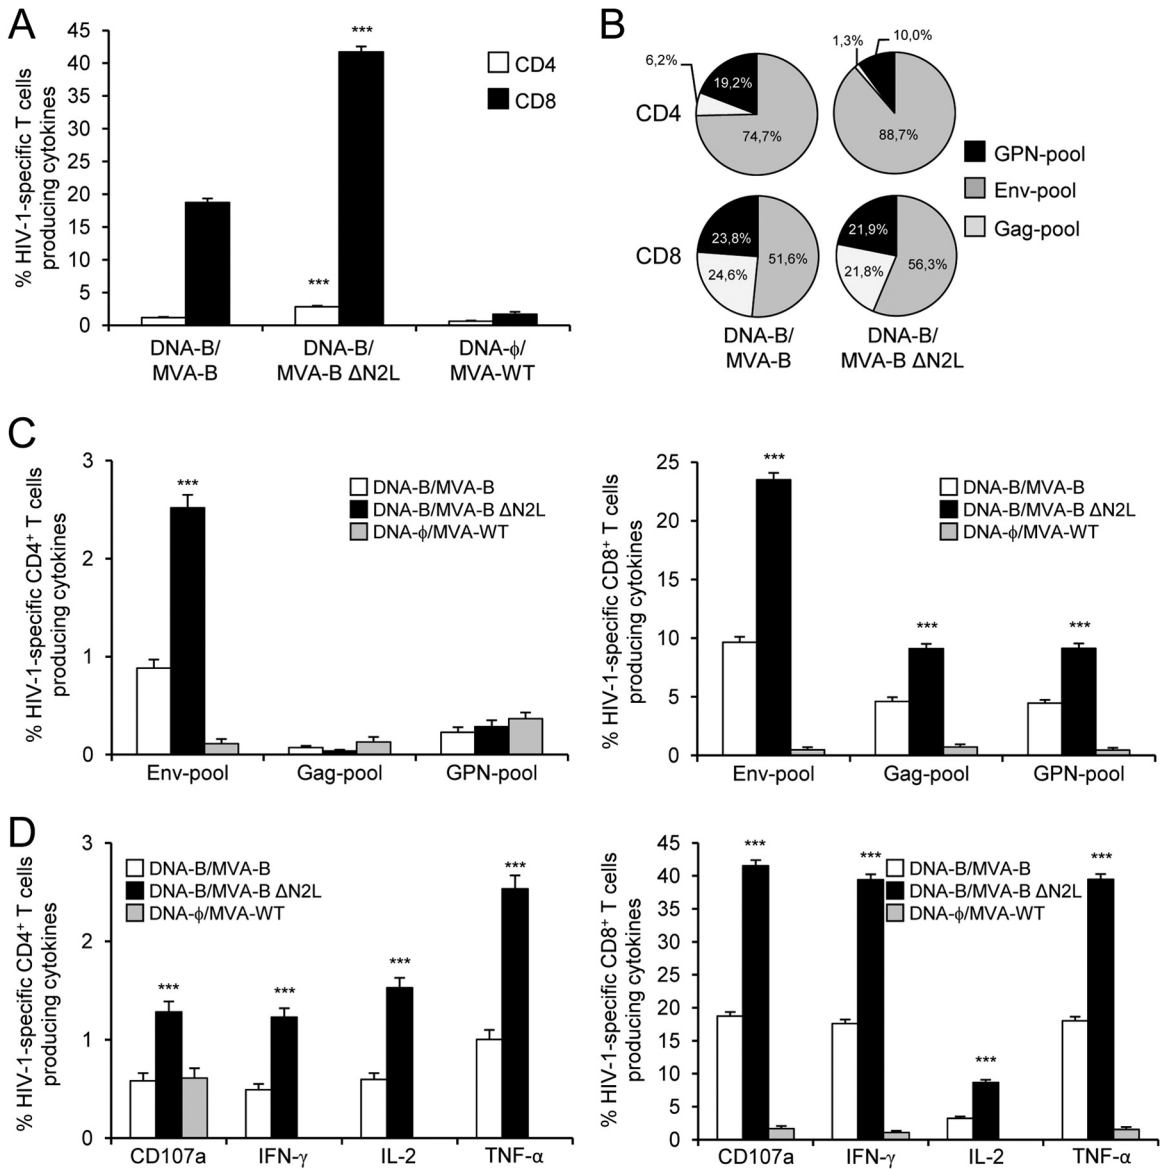 A
% HIV-1-specific T cells
producing cytokines
45
40
35
30
25
20
15
10
5
0
***
***
CD4
CD8
DNA-B/
MVA-B
DNA-B/
MVA-B ΔN2L
DNA-ϕ/
MVA-WT
B
CD4
6,2%
19,2%
74,7%
1,3%
10,0%
88,7%
CD8
23,8%
24,6%
51,6%
21,9%
21,8%
56,3%
DNA-B/
MVA-B
DNA-B/
MVA-B ΔN2L
GPN-pool
Env-pool
Gag-pool
C
% HIV-1-specific CD4⁺ T cells
producing cytokines
3
2
1
0
***
DNA-B/MVA-B
DNA-B/MVA-B ΔN2L
DNA-ϕ/MVA-WT
Env-pool
Gag-pool
GPN-pool
% HIV-1-specific CD8⁺ T cells
producing cytokines
25
20
15
10
5
0
***
***
***
DNA-B/MVA-B
DNA-B/MVA-B ΔN2L
DNA-ϕ/MVA-WT
Env-pool
Gag-pool
GPN-pool
D
% HIV-1-specific CD4⁺ T cells
producing cytokines
3
2
1
0
DNA-B/MVA-B
DNA-B/MVA-B ΔN2L
DNA-ϕ/MVA-WT
***
***
***
***
CD107a
IFN-γ
IL-2
TNF-α
% HIV-1-specific CD8⁺ T cells
producing cytokines
45
40
35
30
25
20
15
10
5
0
***
***
***
***
DNA-B/MVA-B
DNA-B/MVA-B ΔN2L
DNA-ϕ/MVA-WT
CD107a
IFN-γ
IL-2
TNF-α